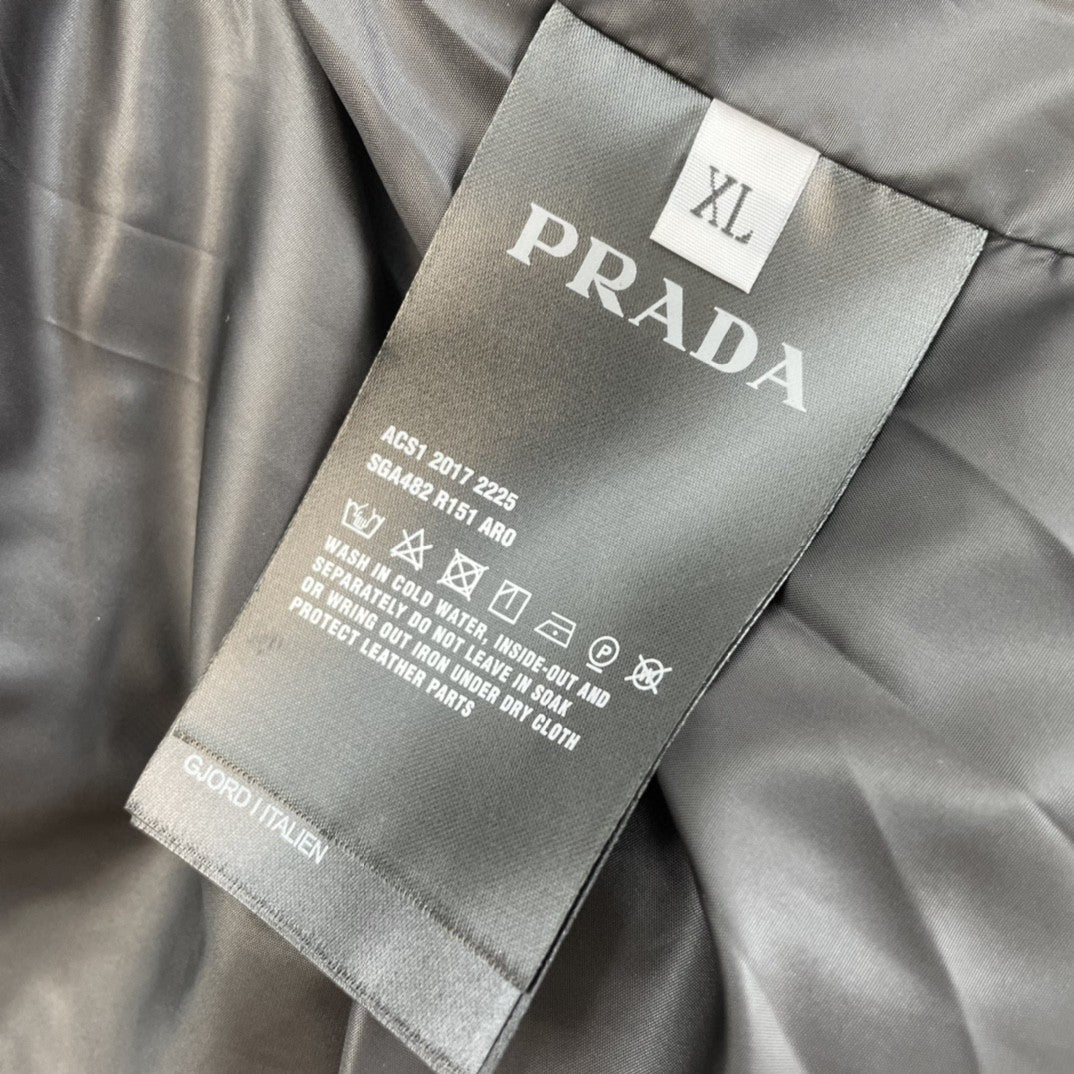 XL
PRADA
ACS1 2017 2225
SGA482 R151 ARO
P
W
WASH IN COLD WATER, INSIDE-OUT AND
SEPARATELY DO NOT LEAVE IN SOAK
OR WRING OUT IRON UNDER DRY CLOTH
PROTECT LEATHER PARTS
GJORD I ITALIEN